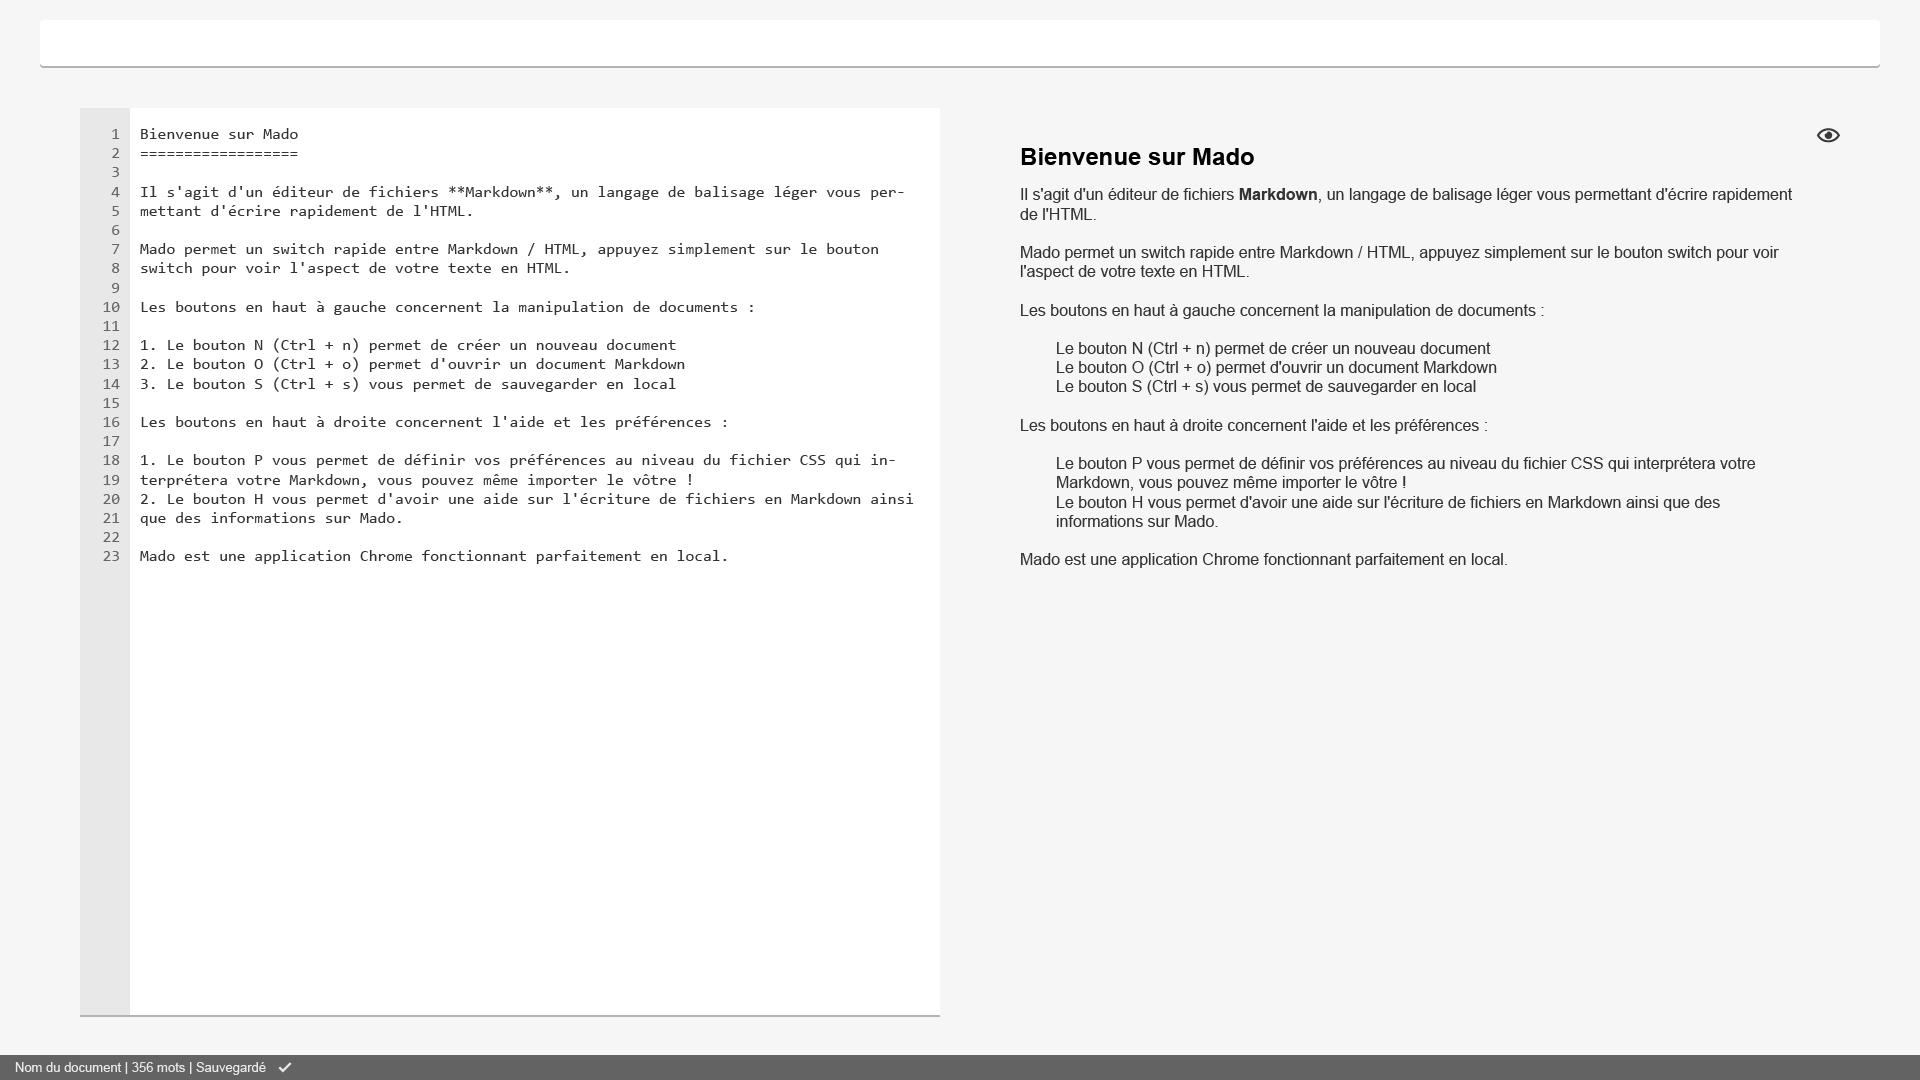 1 Bienvenue sur Mado
2 ==================
3
4 Il s'agit d'un éditeur de fichiers **Markdown**, un langage de balisage léger vous per-
5 mettant d'écrire rapidement de l'HTML.
6
7 Mado permet un switch rapide entre Markdown / HTML, appuyez simplement sur le bouton
8 switch pour voir l'aspect de votre texte en HTML.
9
10 Les boutons en haut à gauche concernent la manipulation de documents :
11
12 1. Le bouton N (Ctrl + n) permet de créer un nouveau document
13 2. Le bouton O (Ctrl + o) permet d'ouvrir un document Markdown
14 3. Le bouton S (Ctrl + s) vous permet de sauvegarder en local
15
16 Les boutons en haut à droite concernent l'aide et les préférences :
17
18 1. Le bouton P vous permet de définir vos préférences au niveau du fichier CSS qui in-
19 terprétera votre Markdown, vous pouvez même importer le vôtre !
20 2. Le bouton H vous permet d'avoir une aide sur l'écriture de fichiers en Markdown ainsi
21 que des informations sur Mado.
22
23 Mado est une application Chrome fonctionnant parfaitement en local.
Bienvenue sur Mado
Il s'agit d'un éditeur de fichiers Markdown, un langage de balisage léger vous permettant d'écrire rapidement
de l'HTML.
Mado permet un switch rapide entre Markdown / HTML, appuyez simplement sur le bouton switch pour voir
l'aspect de votre texte en HTML.
Les boutons en haut à gauche concernent la manipulation de documents :
Le bouton N (Ctrl + n) permet de créer un nouveau document
Le bouton O (Ctrl + o) permet d'ouvrir un document Markdown
Le bouton S (Ctrl + s) vous permet de sauvegarder en local
Les boutons en haut à droite concernent l'aide et les préférences :
Le bouton P vous permet de définir vos préférences au niveau du fichier CSS qui interprétera votre
Markdown, vous pouvez même importer le vôtre !
Le bouton H vous permet d'avoir une aide sur l'écriture de fichiers en Markdown ainsi que des
informations sur Mado.
Mado est une application Chrome fonctionnant parfaitement en local.
Nom du document | 356 mots | Sauvegardé